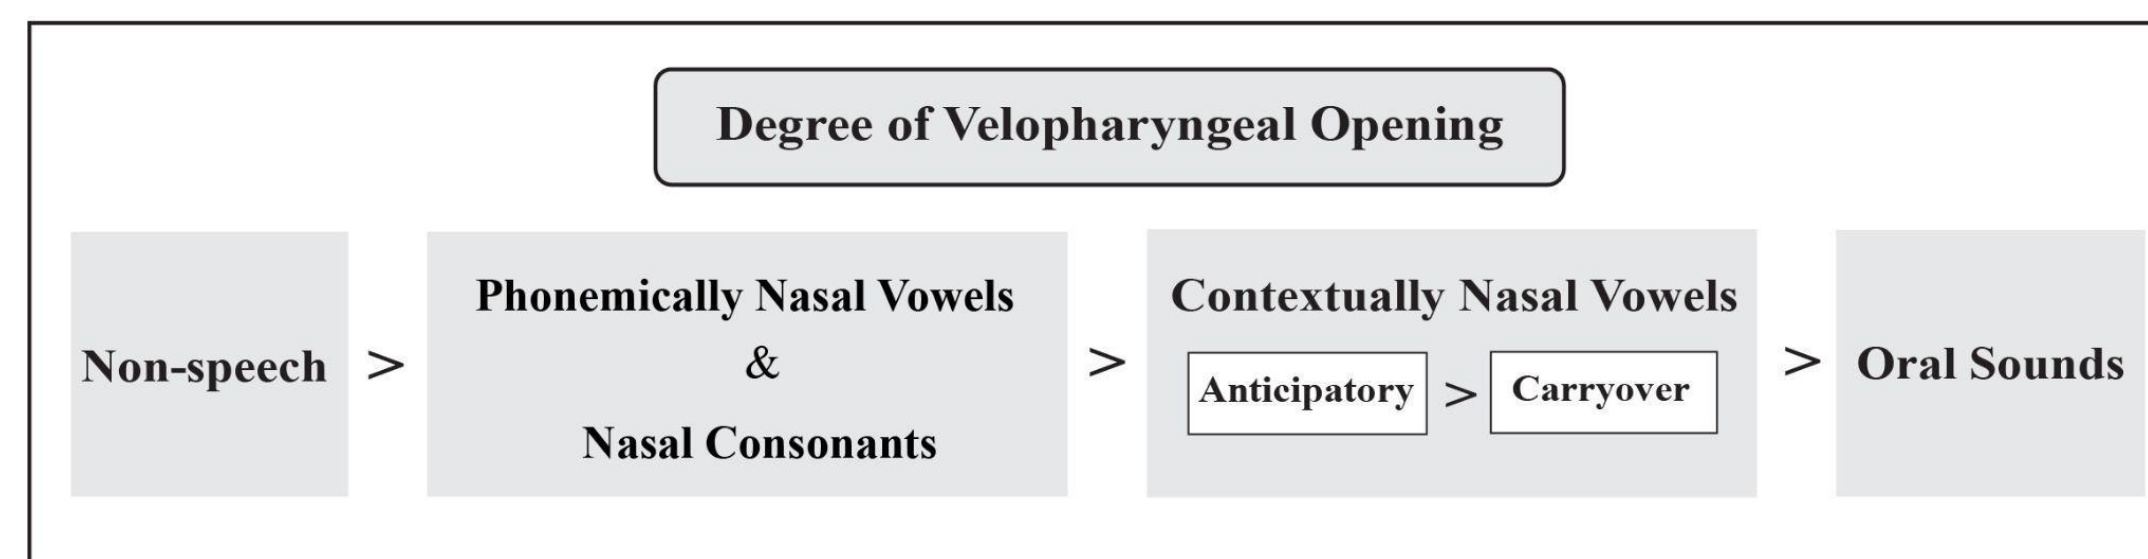 Degree of Velopharyngeal Opening
Non-speech > Phonemically Nasal Vowels & Nasal Consonants > Contextually Nasal Vowels Anticipatory > Carryover > Oral Sounds